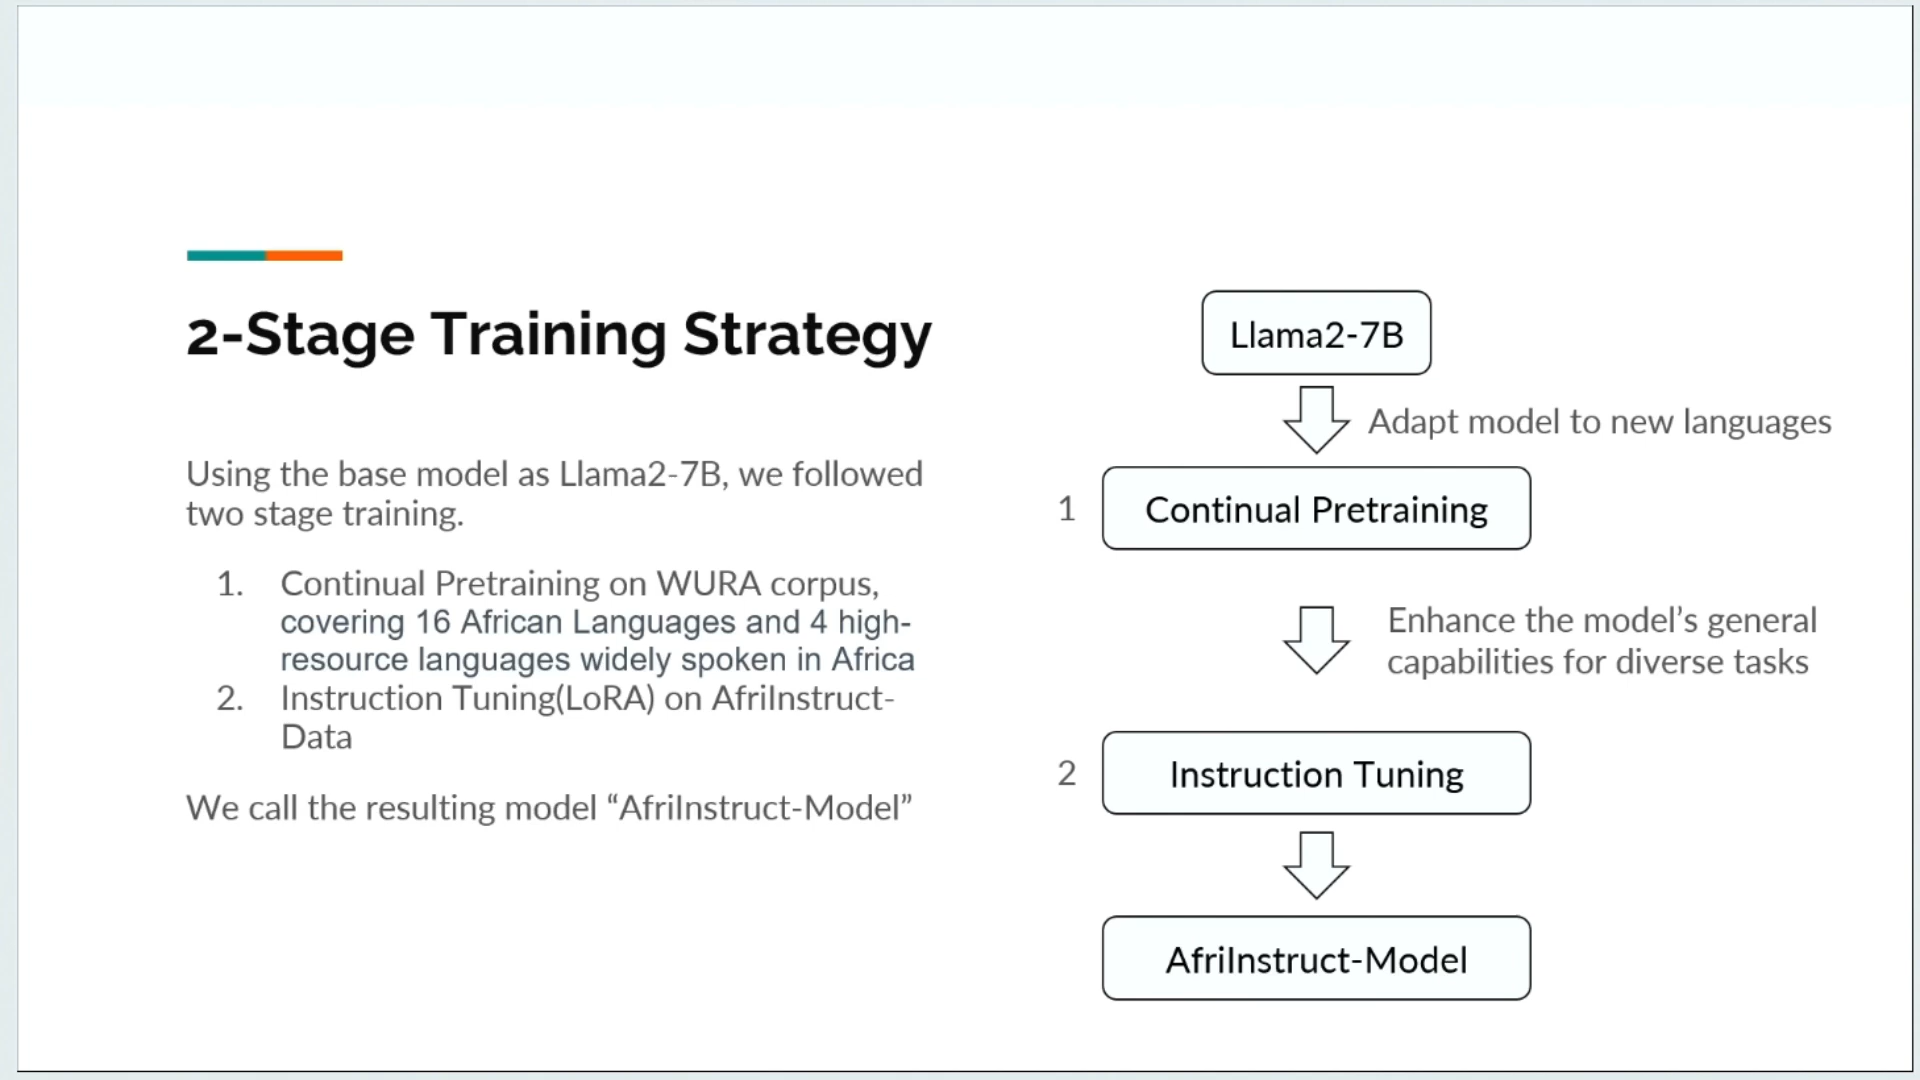 2-Stage Training Strategy
Using the base model as Llama2-7B, we followed
two stage training.
1. Continual Pretraining on WURA corpus,
covering 16 African Languages and 4 high-
resource languages widely spoken in Africa
2. Instruction Tuning(LoRA) on AfriInstruct-
Data
We call the resulting model “AfriInstruct-Model”
Llama2-7B
Adapt model to new languages
1 Continual Pretraining
Enhance the model’s general
capabilities for diverse tasks
2 Instruction Tuning
AfriInstruct-Model